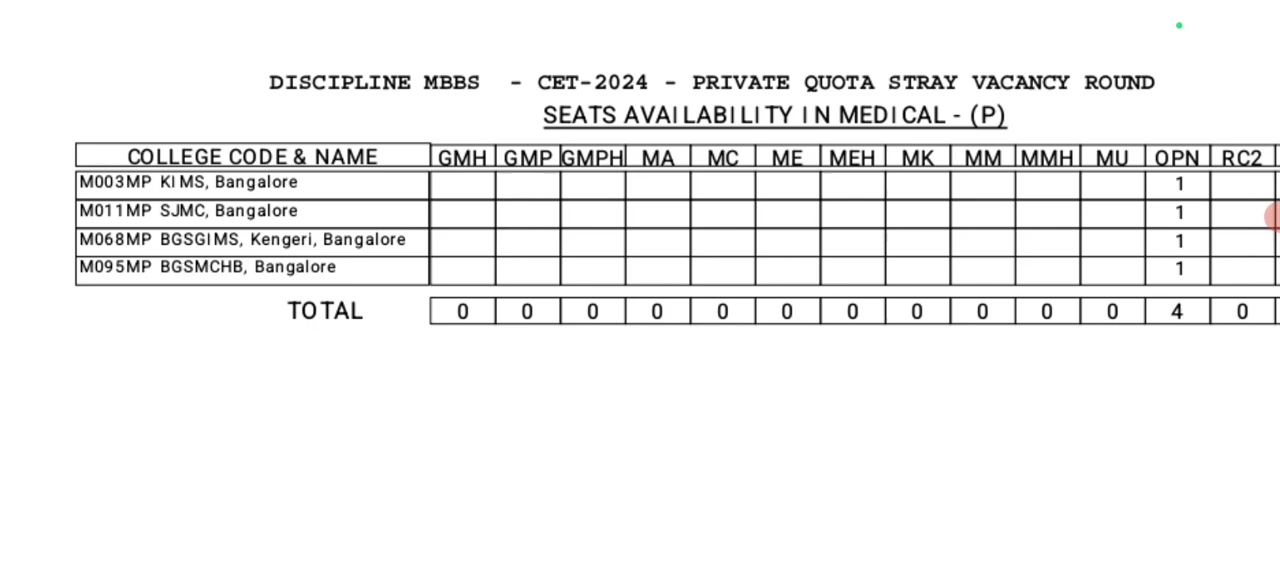 DISCIPLINE MBBS - CET-2024 - PRIVATE QUOTA STRAY VACANCY ROUND
SEATS AVAILABILITY IN MEDICAL - (P)
COLLEGE CODE & NAME GMH GMP GMPH MA MC ME MEH MK MM MMH MU OPN RC2
M003MP KIMS, Bangalore 1
M011MP SJMC, Bangalore 1
M068MP BGSGIMS, Kengeri, Bangalore 1
M095MP BGSMCHB, Bangalore 1
TOTAL 0 0 0 0 0 0 0 0 0 0 0 4 0